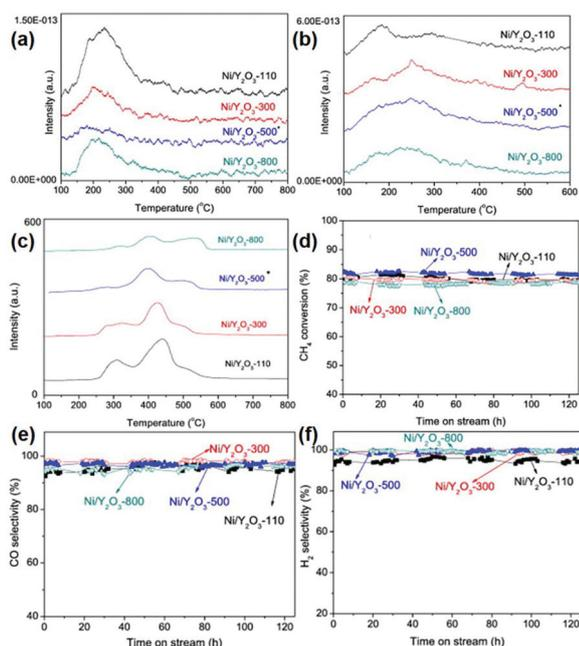 (a)
1.50E-013
Intensity (a.u.)
0.00E+000
Ni/Y2O3-110
Ni/Y2O3-300
Ni/Y2O3-500*
Ni/Y2O3-800
100 200 300 400 500 600 700 800
Temperature (°C)
(b)
6.00E-013
Intensity (a.u.)
0.00E+000
Ni/Y2O3-110
Ni/Y2O3-300
Ni/Y2O3-500*
Ni/Y2O3-800
100 200 300 400 500 600
Temperature (°C)
(c)
600
Intensity (a.u.)
0
Ni/Y2O3-800
Ni/Y2O3-500*
Ni/Y2O3-300
Ni/Y2O3-110
100 200 300 400 500 600 700 800
Temperature (°C)
(d)
CH4 conversion (%)
100
90
80
70
60
50
40
Ni/Y2O3-500
Ni/Y2O3-110
Ni/Y2O3-300
Ni/Y2O3-800
0 20 40 60 80 100 120
Time on stream (h)
(e)
CO selectivity (%)
100
80
60
40
Ni/Y2O3-300
Ni/Y2O3-800
Ni/Y2O3-500
Ni/Y2O3-110
0 20 40 60 80 100 120
Time on stream (h)
(f)
H2 selectivity (%)
100
80
60
40
20
Ni/Y2O3-800
Ni/Y2O3-500
Ni/Y2O3-300
Ni/Y2O3-110
0 20 40 60 80 100 120
Time on stream (h)